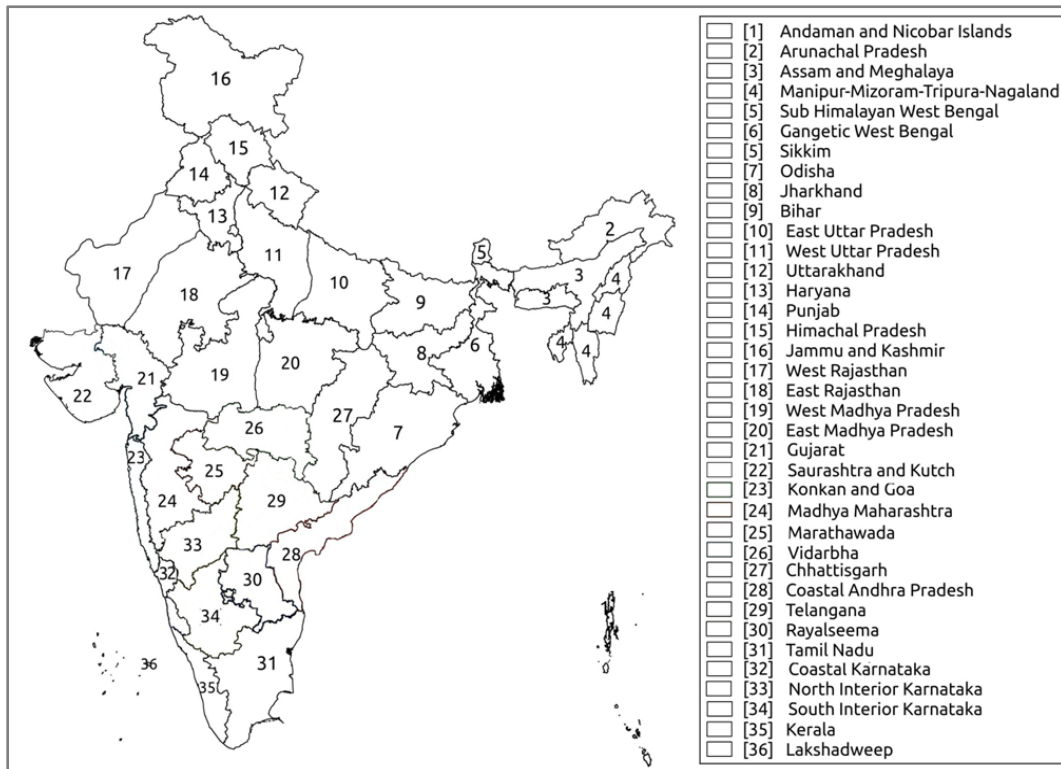 16
15
14
12
13
2
5
11
3
17
10
4
18
9
3
4
6
4
8
4
20
19
21
22
27
26
7
23
25
24
29
33
28
32
30
34
31
36
35
[1] Andaman and Nicobar Islands
[2] Arunachal Pradesh
[3] Assam and Meghalaya
[4] Manipur-Mizoram-Tripura-Nagaland
[5] Sub Himalayan West Bengal
[6] Gangetic West Bengal
[5] Sikkim
[7] Odisha
[8] Jharkhand
[9] Bihar
[10] East Uttar Pradesh
[11] West Uttar Pradesh
[12] Uttarakhand
[13] Haryana
[14] Punjab
[15] Himachal Pradesh
[16] Jammu and Kashmir
[17] West Rajasthan
[18] East Rajasthan
[19] West Madhya Pradesh
[20] East Madhya Pradesh
[21] Gujarat
[22] Saurashtra and Kutch
[23] Konkan and Goa
[24] Madhya Maharashtra
[25] Marathawada
[26] Vidarbha
[27] Chhattisgarh
[28] Coastal Andhra Pradesh
[29] Telangana
[30] Rayalseema
[31] Tamil Nadu
[32] Coastal Karnataka
[33] North Interior Karnataka
[34] South Interior Karnataka
[35] Kerala
[36] Lakshadweep